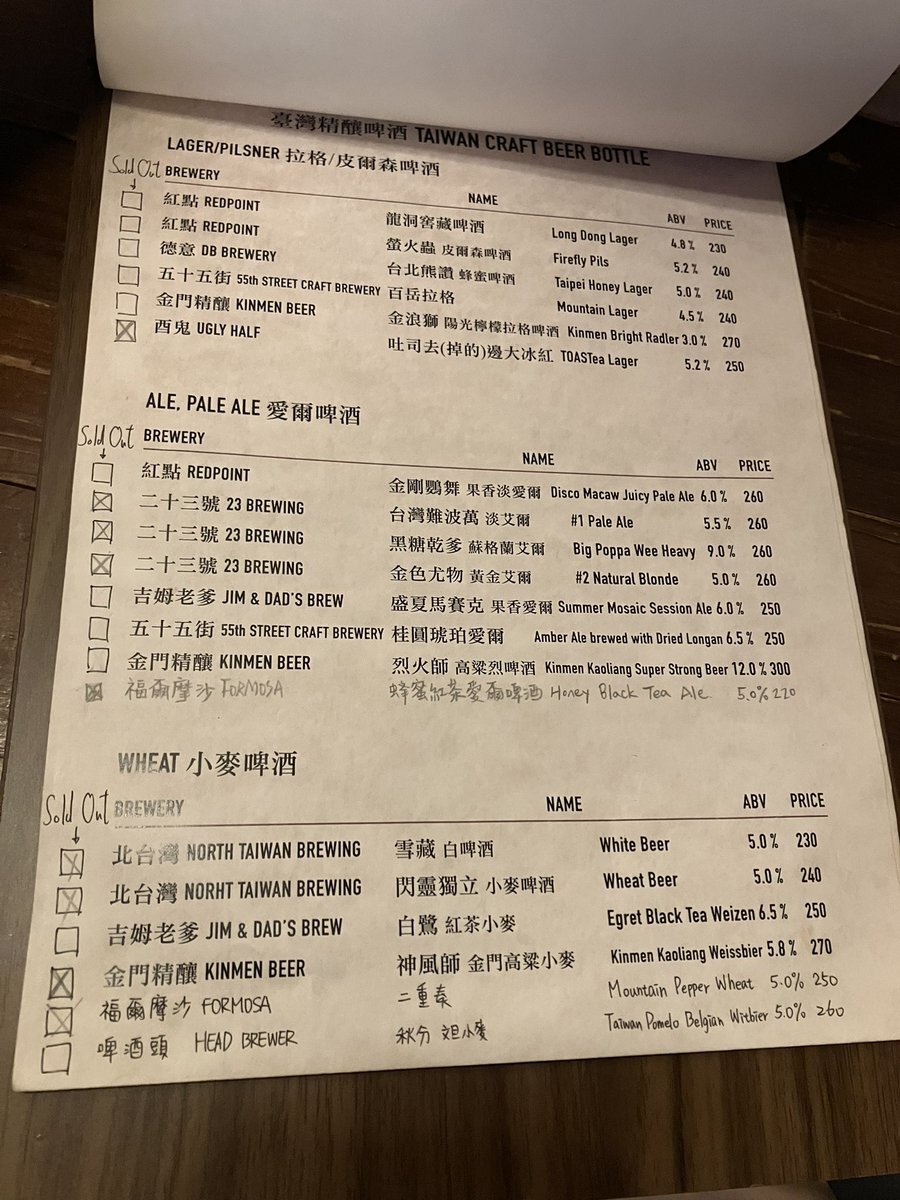 臺灣精釀啤酒 TAIWAN CRAFT BEER BOTTLE
LAGER/PILSNER 拉格/皮爾森啤酒
Sold Out BREWERY NAME ABV PRICE
紅點 REDPOINT 龍洞窖藏啤酒 Long Dong Lager 4.8% 230
紅點 REDPOINT 螢火蟲 皮爾森啤酒 Firefly Pils 5.2% 240
德意 DB BREWERY 台北熊讚 蜂蜜啤酒 Taipei Honey Lager 5.0% 240
五十五街 55th STREET CRAFT BREWERY 百岳拉格 Mountain Lager 4.5% 240
金門精釀 KINMEN BEER 金浪獅 陽光檸檬拉格啤酒 Kinmen Bright Radler 3.0% 270
酉鬼 UGLY HALF 吐司去(掉的)邊大冰紅 TOASTea Lager 5.2% 250
ALE, PALE ALE 愛爾啤酒
Sold Out BREWERY NAME ABV PRICE
紅點 REDPOINT 金剛鸚舞 果香淡愛爾 Disco Macaw Juicy Pale Ale 6.0% 260
二十三號 23 BREWING 台灣難波萬 淡艾爾 #1 Pale Ale 5.5% 260
二十三號 23 BREWING 黑糖乾爹 蘇格蘭艾爾 Big Poppa Wee Heavy 9.0% 260
二十三號 23 BREWING 金色尤物 黃金艾爾 #2 Natural Blonde 5.0% 260
吉姆老爹 JIM & DAD'S BREW 盛夏馬賽克 果香愛爾 Summer Mosaic Session Ale 6.0% 250
五十五街 55th STREET CRAFT BREWERY 桂圓琥珀愛爾 Amber Ale brewed with Dried Longan 6.5% 250
金門精釀 KINMEN BEER 烈火師 高粱烈啤酒 Kinmen Kaoliang Super Strong Beer 12.0% 300
福爾摩沙 FORMOSA 蜂蜜紅茶愛爾啤酒 Honey Black Tea Ale. 5.0% 220
WHEAT 小麥啤酒
Sold Out BREWERY NAME ABV PRICE
北台灣 NORTH TAIWAN BREWING 雪藏 白啤酒 White Beer 5.0% 230
北台灣 NORHT TAIWAN BREWING 閃靈獨立 小麥啤酒 Wheat Beer 5.0% 240
吉姆老爹 JIM & DAD'S BREW 白鷺 紅茶小麥 Egret Black Tea Weizen 6.5% 250
金門精釀 KINMEN BEER 神風師 金門高粱小麥 Kinmen Kaoliang Weissbier 5.8% 270
福爾摩沙 FORMOSA 二重奏 Mountain Pepper Wheat 5.0% 250
啤酒頭 HEAD BREWER 秋分 小麥 Taiwan Pomelo Belgian Witbier 5.0% 260